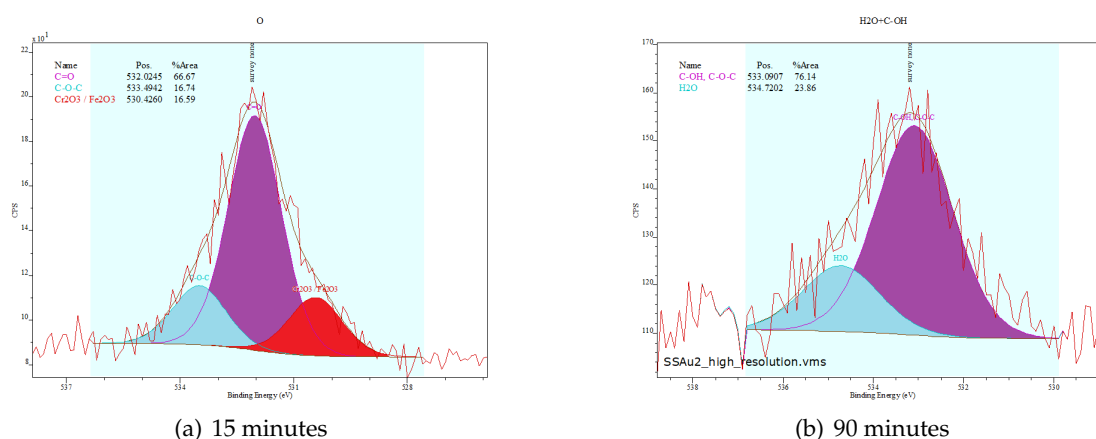 O
x10¹
Name Pos. %Area
C=O 532.0245 66.67
C-O-C 533.4942 16.74
Cr2O3 / Fe2O3 530.4260 16.59
survey none
C=O
C-O-C
Cr2O3 / Fe2O3
CPS
22
20
18
16
14
12
10
8
537 534 531 528
Binding Energy (eV)
(a) 15 minutes
H2O+C-OH
Name Pos. %Area
C-OH, C-O-C 533.0907 76.14
H2O 534.7202 23.86
survey none
C-OH, C-O-C
H2O
CPS
170
160
150
140
130
120
110
SSAu2_high_resolution.vms
538 536 534 532 530
Binding Energy (eV)
(b) 90 minutes